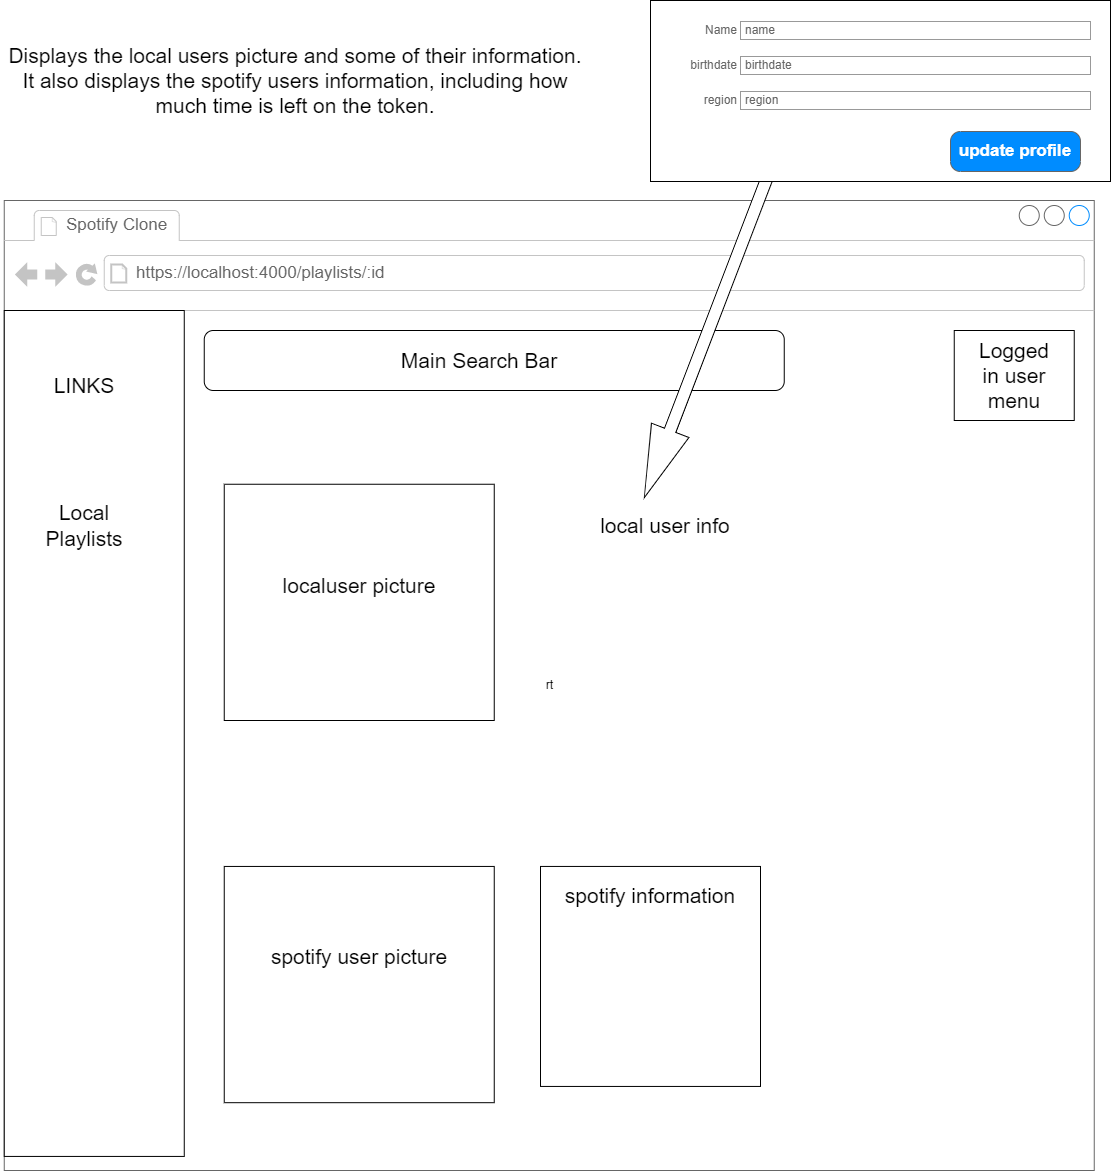 Displays the local users picture and some of their information.
It also displays the spotify users information, including how
much time is left on the token.
Name name
birthdate birthdate
region region
update profile
Spotify Clone
https://localhost:4000/playlists/:id
LINKS
Local
Playlists
Main Search Bar
Logged
in user
menu
localuser picture
local user info
rt
spotify user picture
spotify information